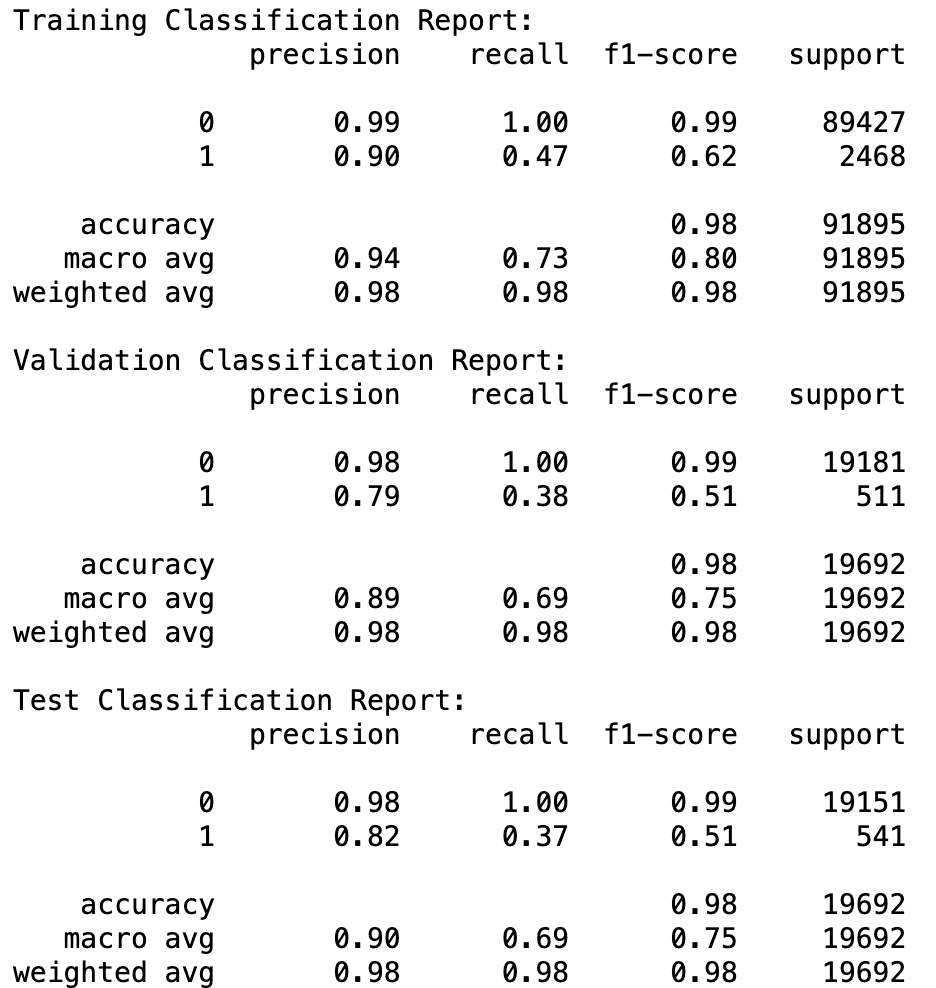 Training Classification Report:
precision recall f1-score support
0 0.99 1.00 0.99 89427
1 0.90 0.47 0.62 2468
accuracy 0.98 91895
macro avg 0.94 0.73 0.80 91895
weighted avg 0.98 0.98 0.98 91895
Validation Classification Report:
precision recall f1-score support
0 0.98 1.00 0.99 19181
1 0.79 0.38 0.51 511
accuracy 0.98 19692
macro avg 0.89 0.69 0.75 19692
weighted avg 0.98 0.98 0.98 19692
Test Classification Report:
precision recall f1-score support
0 0.98 1.00 0.99 19151
1 0.82 0.37 0.51 541
accuracy 0.98 19692
macro avg 0.90 0.69 0.75 19692
weighted avg 0.98 0.98 0.98 19692